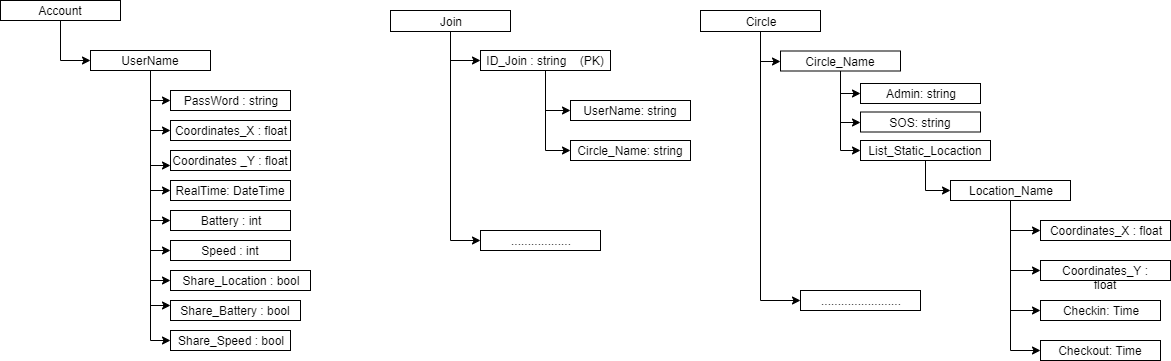 Account
UserName
PassWord : string
Coordinates_X : float
Coordinates _Y : float
RealTime: DateTime
Battery : int
Speed : int
Share_Location : bool
Share_Battery : bool
Share_Speed : bool
Join
ID_Join : string (PK)
UserName: string
Circle_Name: string
..................
Circle
Circle_Name
Admin: string
SOS: string
List_Static_Locaction
Location_Name
Coordinates_X : float
Coordinates_Y :
float
Checkin: Time
Checkout: Time
........................